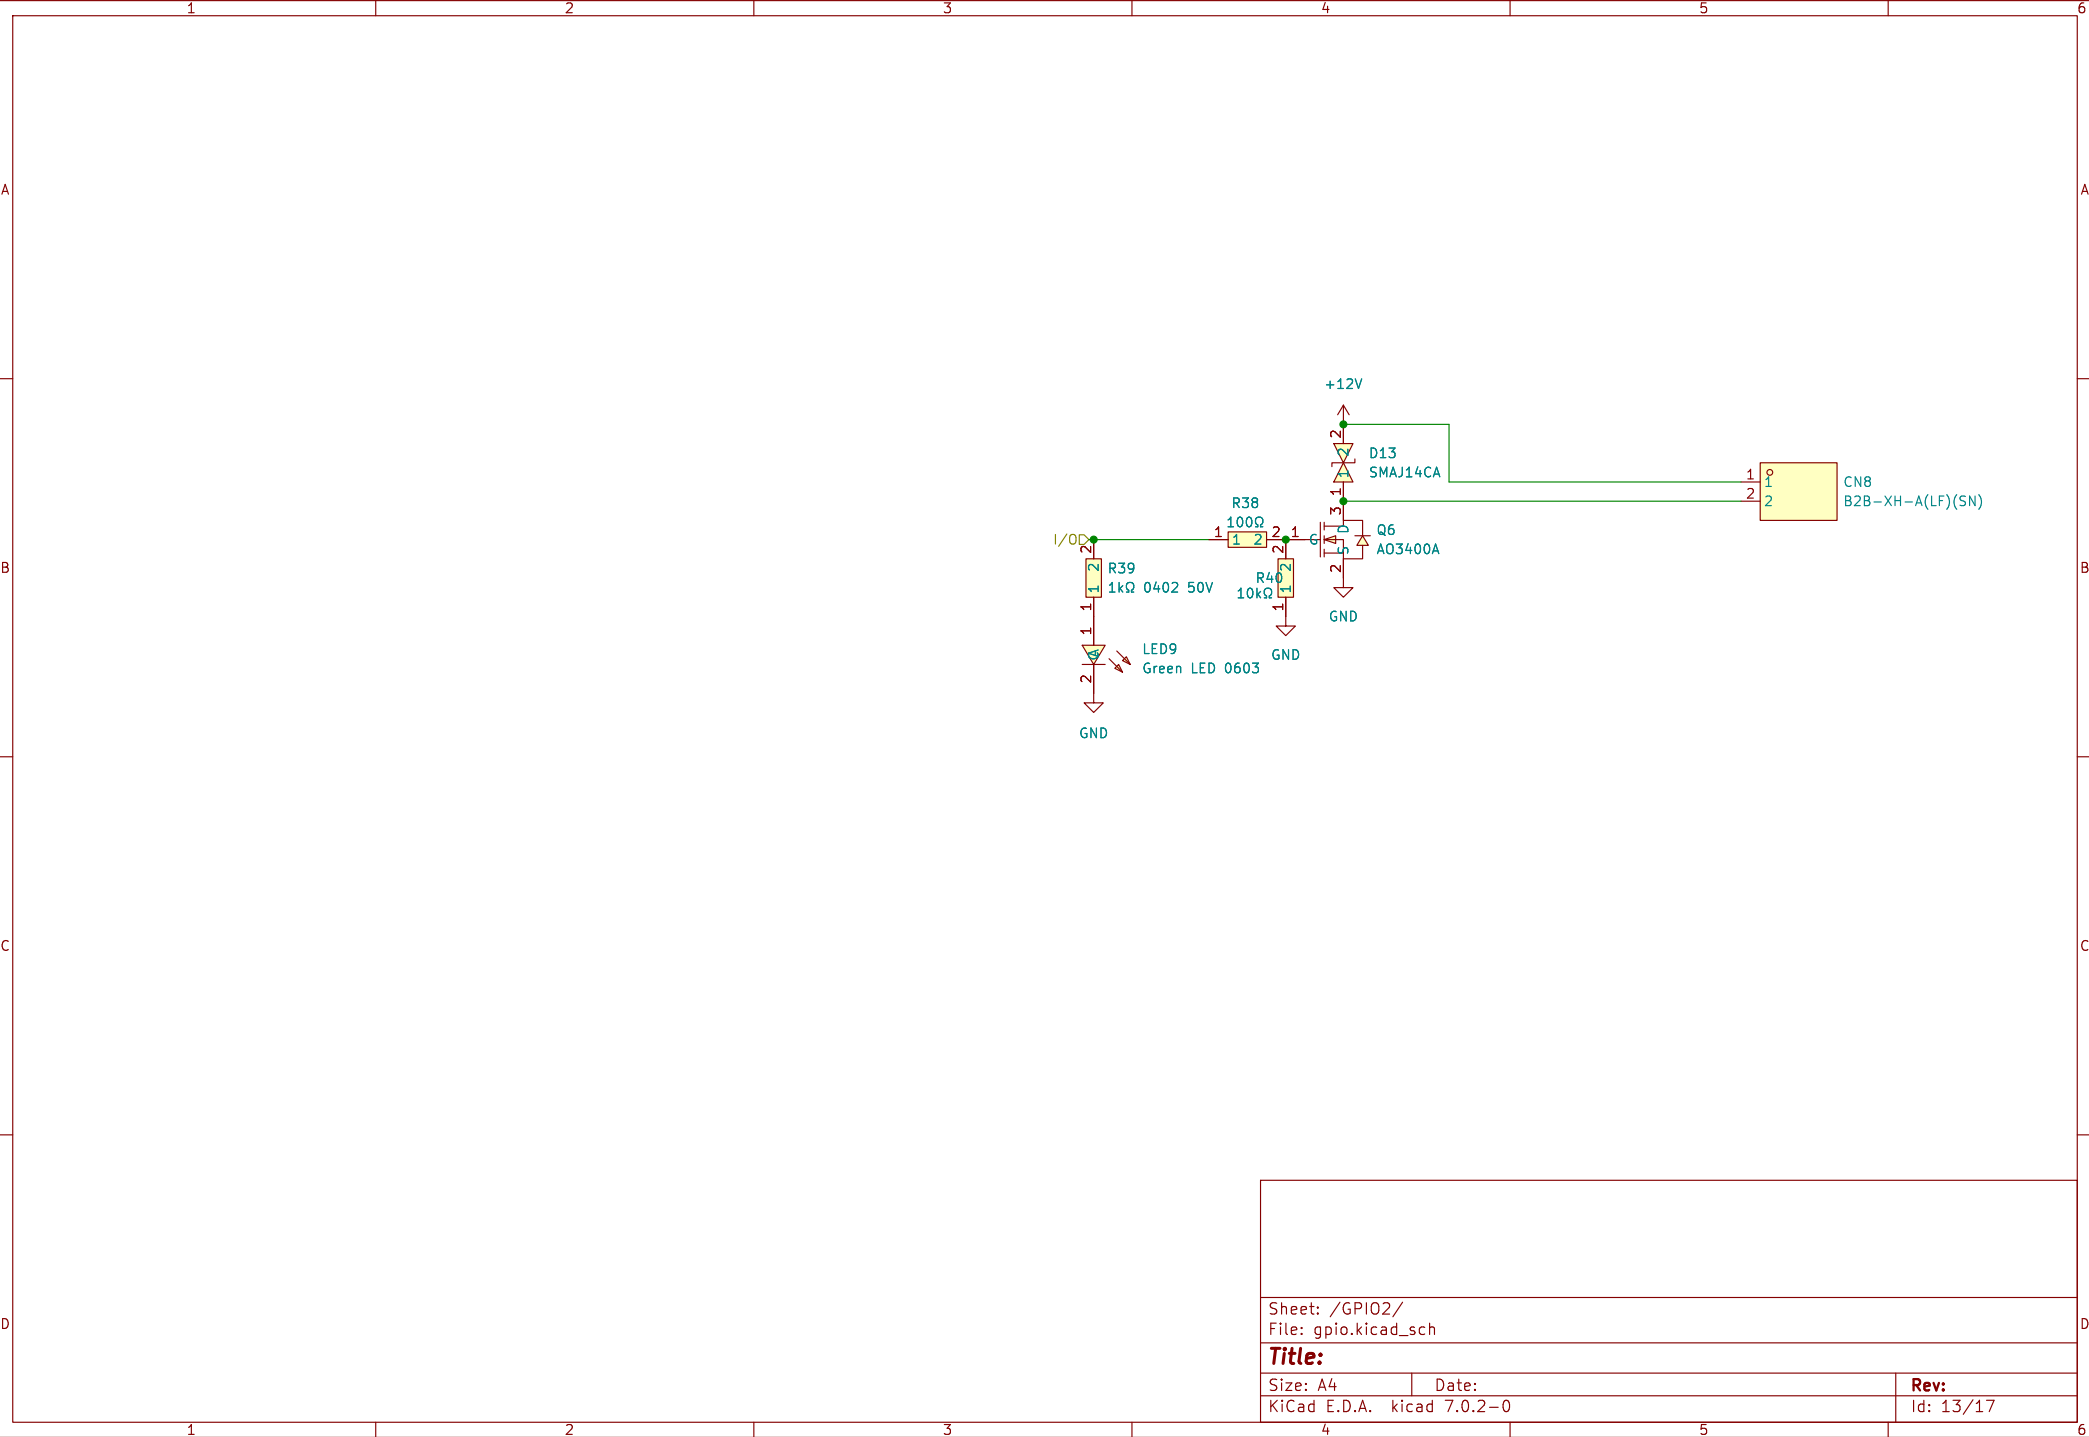 1 2 3 4 5 6
A A
+12V
2
2
D13
1
SMAJ14CA
1
1 1 CN8
2 2 B2B-XH-A(LF)(SN)
R38
100Ω
3
I/O 1 1 2 2 1 G D S Q6
AO3400A
2
2 2 R39
1 1kΩ 0402 50V
1
2 2 R40
1 10kΩ
1
2
GND
B B
1
A
LED9
Green LED 0603
GND
2
GND
C C
Sheet: /GPIO2/
File: gpio.kicad_sch
D D
Title:
Size: A4 Date: Rev:
KiCad E.D.A. kicad 7.0.2-0 Id: 13/17
1 2 3 4 5 6